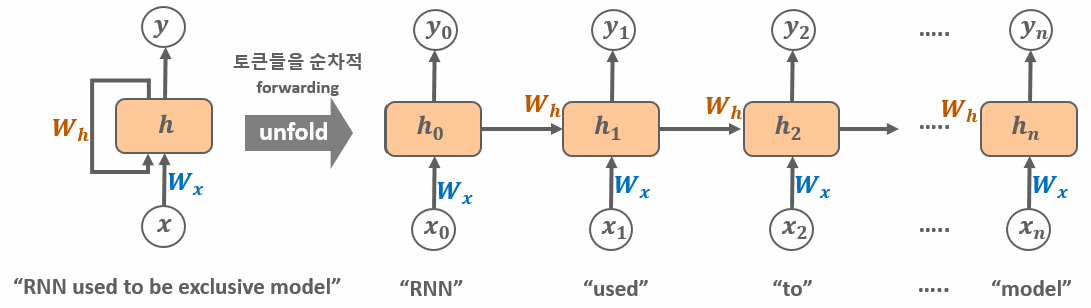 y
토큰들을 순차적
forwarding
unfold
W_h
h
W_x
x
"RNN used to be exclusive model"
y_0
h_0
W_x
x_0
"RNN"
y_1
W_h
h_1
W_x
x_1
"used"
y_2
W_h
h_2
W_x
x_2
"to"
.....
.....
.....
.....
y_n
W_h
h_n
W_x
x_n
"model"